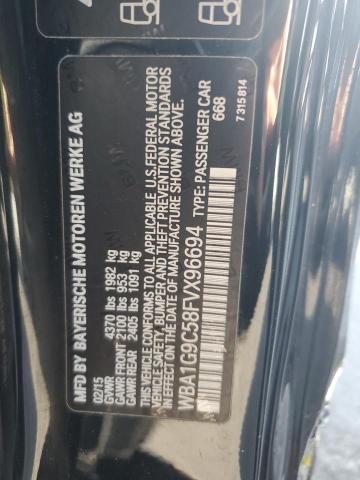 MFD BY BAYERISCHE MOTOREN WERKE AG
02/15
GVWR 4370 lbs 1982 kg
GAWR FRONT 2100 lbs 953 kg
GAWR REAR 2405 lbs 1091 kg
THIS VEHICLE CONFORMS TO ALL APPLICABLE U.S. FEDERAL MOTOR
VEHICLE SAFETY, BUMPER AND THEFT PREVENTION STANDARDS
IN EFFECT ON THE DATE OF MANUFACTURE SHOWN ABOVE.
WBA1G9C58FVX96694 TYPE: PASSENGER CAR
668
7 315 814